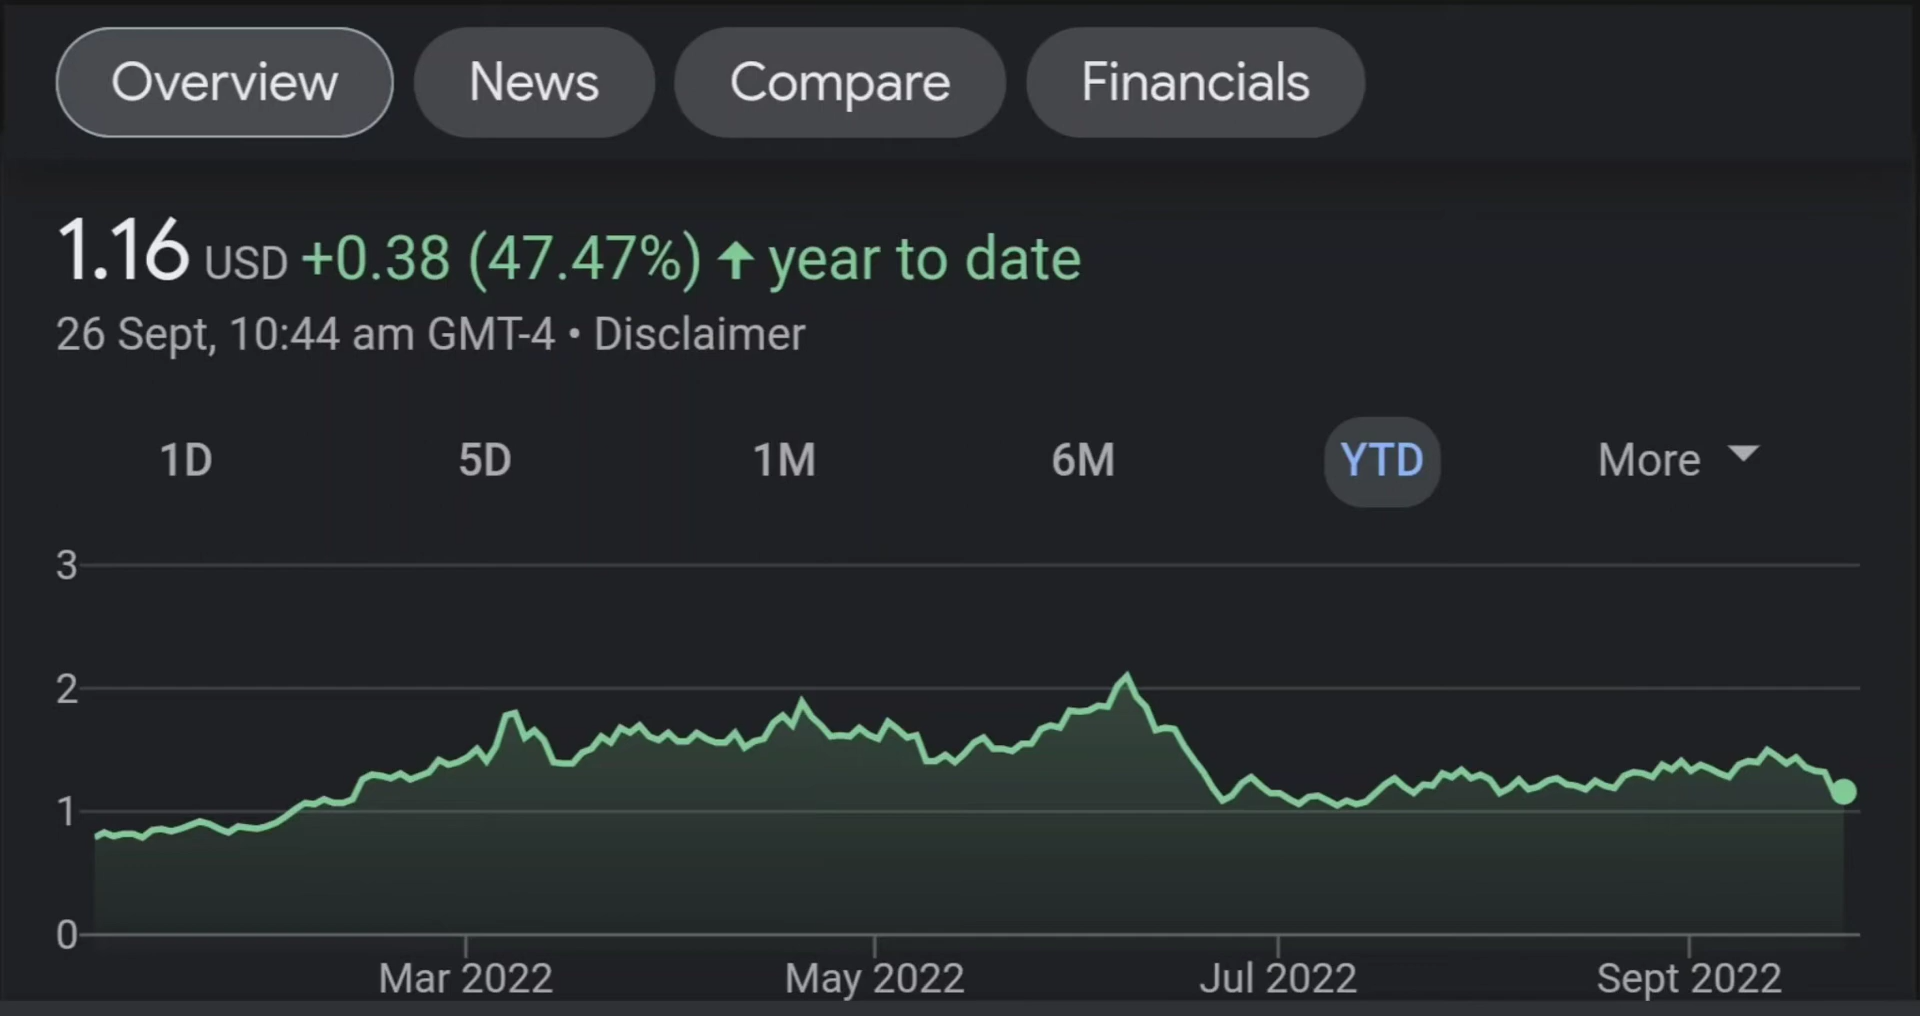 Overview News Compare Financials
1.16 USD +0.38 (47.47%) ↑ year to date
26 Sept, 10:44 am GMT-4 • Disclaimer
1D 5D 1M 6M YTD More
3
2
1
0
Mar 2022 May 2022 Jul 2022 Sept 2022